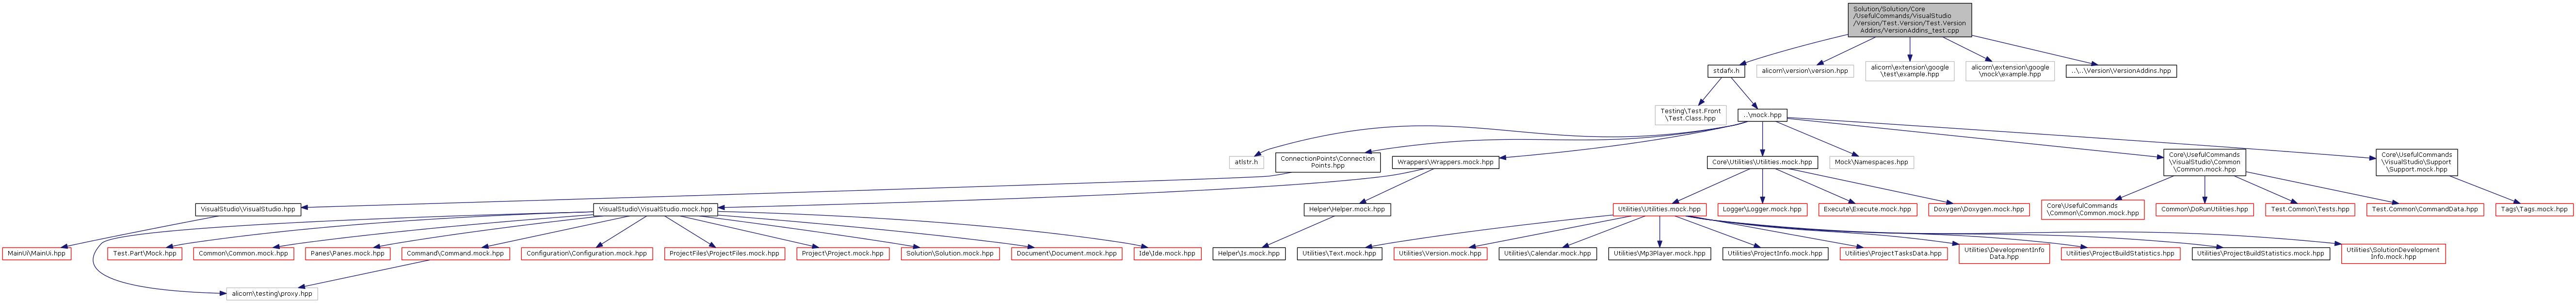 Solution/Solution/Core
/UsefulCommands/VisualStudio
/Version/Test.Version/Test.Version
Addins/VersionAddins_test.cpp
stdafx.h
alicorn\version\version.hpp
alicorn\extension\google
\test\example.hpp
alicorn\extension\google
\mock\example.hpp
..\..\Version\VersionAddins.hpp
Testing\Test.Front
\Test.Class.hpp
..\mock.hpp
atlstr.h
ConnectionPoints\Connection
Points.hpp
Wrappers\Wrappers.mock.hpp
Core\Utilities\Utilities.mock.hpp
Mock\Namespaces.hpp
Core\UsefulCommands
\VisualStudio\Common
\Common.mock.hpp
Core\UsefulCommands
\VisualStudio\Support
\Support.mock.hpp
VisualStudio\VisualStudio.hpp
VisualStudio\VisualStudio.mock.hpp
Helper\Helper.mock.hpp
Utilities\Utilities.mock.hpp
Logger\Logger.mock.hpp
Execute\Execute.mock.hpp
Doxygen\Doxygen.mock.hpp
Core\UsefulCommands
\Common\Common.mock.hpp
Common\DoRunUtilities.hpp
Test.Common\Tests.hpp
Test.Common\CommandData.hpp
Tags\Tags.mock.hpp
MainUi\MainUi.hpp
Test.Part\Mock.hpp
Common\Common.mock.hpp
Panes\Panes.mock.hpp
Command\Command.mock.hpp
Configuration\Configuration.mock.hpp
ProjectFiles\ProjectFiles.mock.hpp
Project\Project.mock.hpp
Solution\Solution.mock.hpp
Document\Document.mock.hpp
Ide\Ide.mock.hpp
Helper\Is.mock.hpp
Utilities\Text.mock.hpp
Utilities\Version.mock.hpp
Utilities\Calendar.mock.hpp
Utilities\Mp3Player.mock.hpp
Utilities\ProjectInfo.mock.hpp
Utilities\ProjectTasksData.hpp
Utilities\DevelopmentInfo
Data.hpp
Utilities\ProjectBuildStatistics.hpp
Utilities\ProjectBuildStatistics.mock.hpp
Utilities\SolutionDevelopment
Info.mock.hpp
alicorn\testing\proxy.hpp